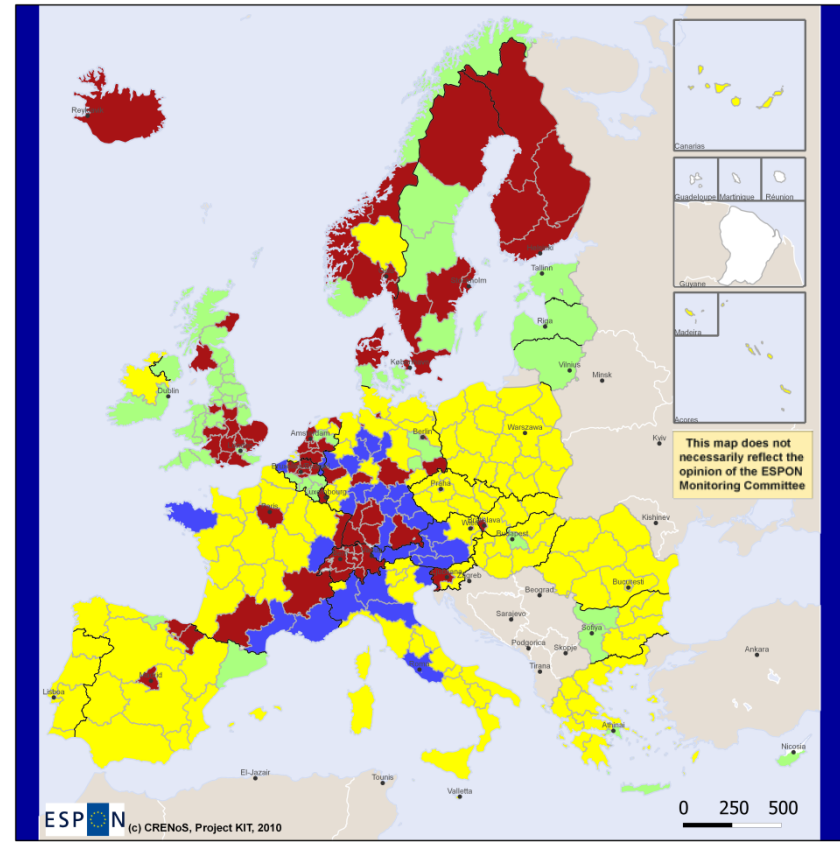 Canarias
Guadeloupe Martinique Réunion
Guyane
Madeira
Acores
This map does not
necessarily reflect the
opinion of the ESPON
Monitoring Committee
Tallinn
Riga
Vilnius
Minsk
Dublin
København
Amsterdam
Berlin
Warszawa
Kyiv
Luxembourg
Praha
Paris
Wien
Bratislava
Budapest
Kishinev
Zagreb
Beograd
Bucuresti
Sarajevo
Sofiya
Podgorica
Skopje
Tirana
Ankara
Madrid
Lisboa
Athinai
Nicosia
El-Jazair
Tounis
Valletta
0 250 500
ESPON (c) CRENoS, Project KIT, 2010